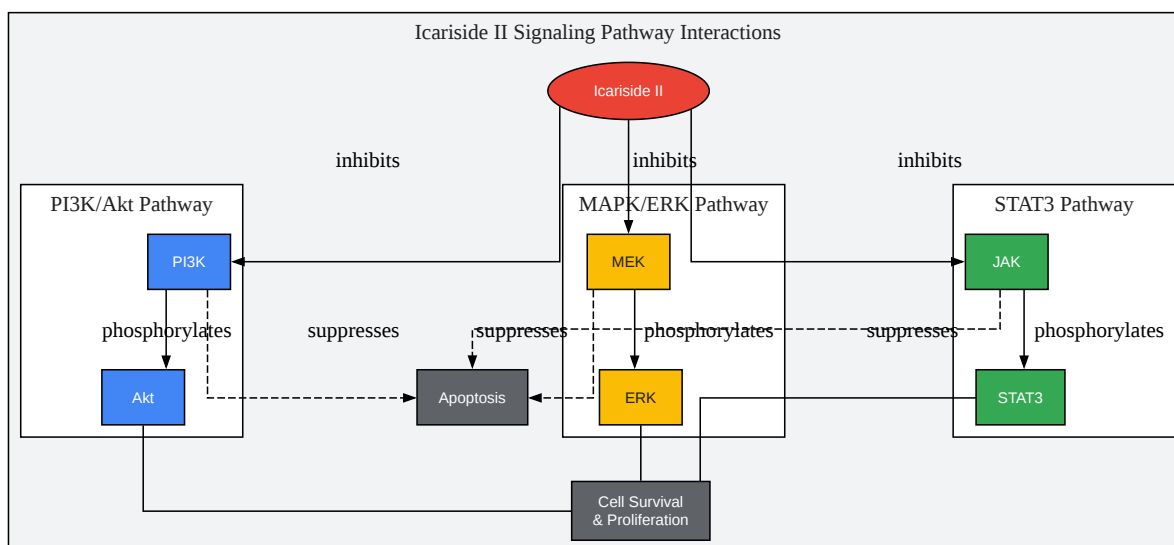 Icariside II Signaling Pathway Interactions
Icariside II
inhibits
inhibits
inhibits
PI3K/Akt Pathway
MAPK/ERK Pathway
STAT3 Pathway
PI3K
MEK
JAK
phosphorylates
suppresses
suppresses
phosphorylates
suppresses
phosphorylates
Akt
Apoptosis
ERK
STAT3
Cell Survival
& Proliferation